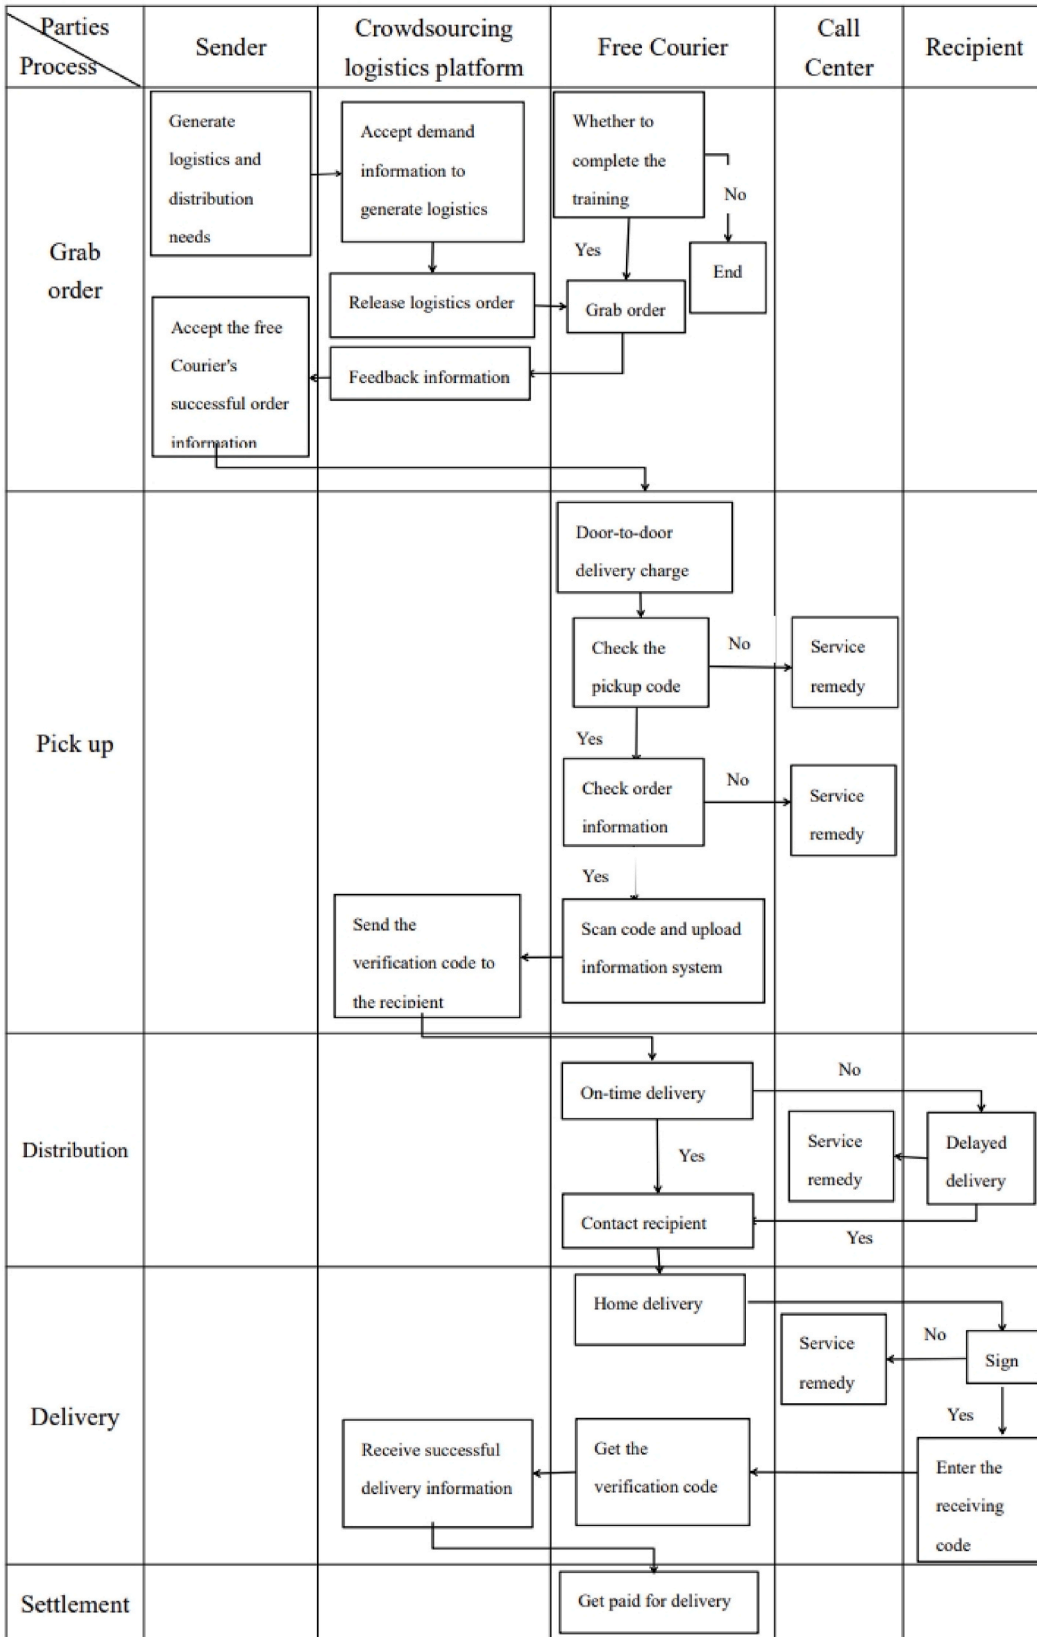 Parties
Process
Sender
Crowdsourcing
logistics platform
Free Courier
Call
Center
Recipient
Grab
order
Generate
logistics and
distribution
needs
Accept demand
information to
generate logistics
Whether to
complete the
training
No
Yes
End
Release logistics order
Grab order
Accept the free
Courier's
successful order
information
Feedback information
Pick up
Door-to-door
delivery charge
Check the
pickup code
No
Service
remedy
Yes
Check order
information
No
Service
remedy
Yes
Scan code and upload
information system
Send the
verification code to
the recipient
Distribution
On-time delivery
No
Yes
Service
remedy
Delayed
delivery
Contact recipient
Yes
Delivery
Home delivery
Service
remedy
No
Sign
Yes
Receive successful
delivery information
Get the
verification code
Enter the
receiving
code
Settlement
Get paid for delivery